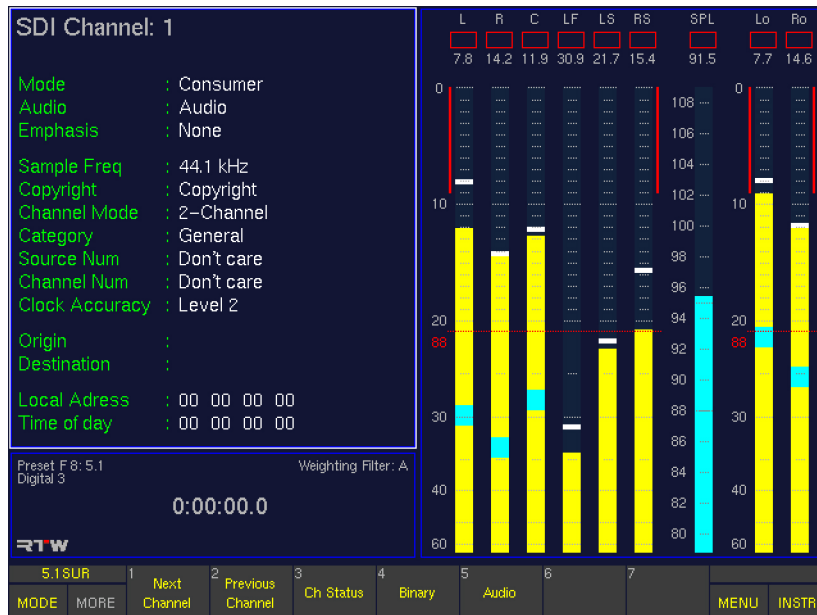 SDI Channel: 1
Mode : Consumer
Audio : Audio
Emphasis : None
Sample Freq : 44.1 kHz
Copyright : Copyright
Channel Mode : 2-Channel
Category : General
Source Num : Don't care
Channel Num : Don't care
Clock Accuracy : Level 2
Origin :
Destination :
Local Adress : 00 00 00 00
Time of day : 00 00 00 00
Preset F 8: 5.1 Weighting Filter: A
Digital 3
0:00:00.0
RTW
L R C LF LS RS SPL Lo Ro
7.8 14.2 11.9 30.9 21.7 15.4 91.5 7.7 14.6
0
10
20
88
30
40
60
108
106
104
102
100
98
96
94
92
90
88
86
84
82
80
0
10
20
88
30
40
60
5.1SUR
MODE MORE
1 Next Channel
2 Previous Channel
3 Ch Status
4 Binary
5 Audio
6
7
MENU INSTR